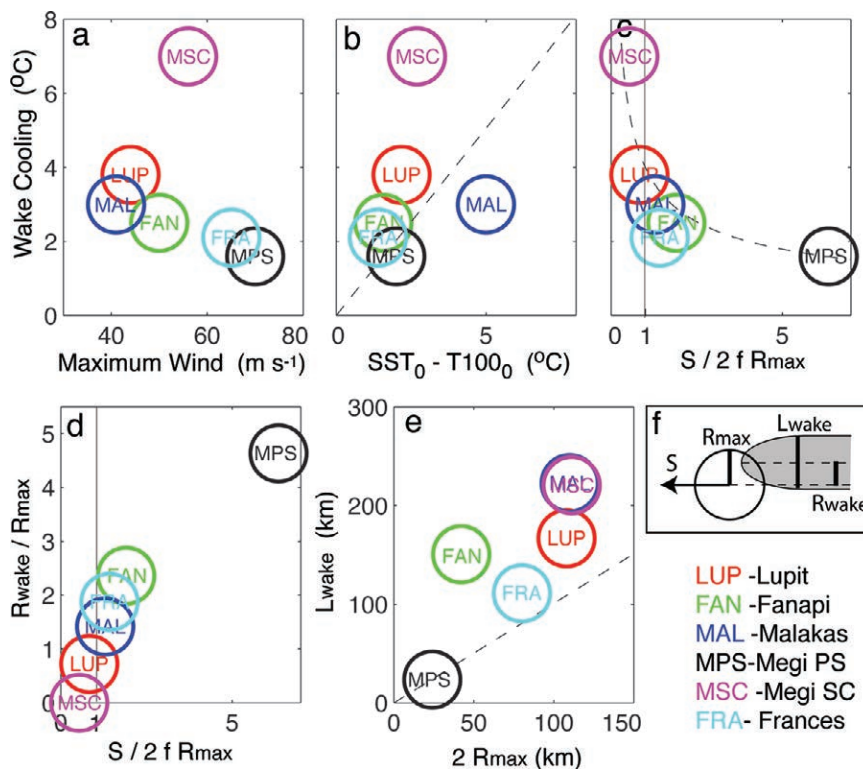 a
b
c
Wake Cooling (⁰C)
8
6
4
2
0
MSC
LUP
MAL
FAN
FRA
MPS
40
60
80
Maximum Wind (m s-1)
MSC
LUP
MAL
FAN
FRA
MPS
0
5
SST₀ - T100₀ (⁰C)
MSC
LUP
MAL
FAN
FRA
MPS
0
1
5
S / 2 f Rmax
d
e
f
Rwake / Rmax
5
4
3
2
1
0
MPS
FAN
FRA
MAL
LUP
MSC
0
1
5
S / 2 f Rmax
Lwake (km)
300
200
100
0
MAL
MSC
LUP
FAN
FRA
MPS
0
50
100
150
2 Rmax (km)
Lwake
Rmax
S
Rwake
LUP -Lupit
FAN -Fanapi
MAL -Malakas
MPS-Megi PS
MSC -Megi SC
FRA- Frances